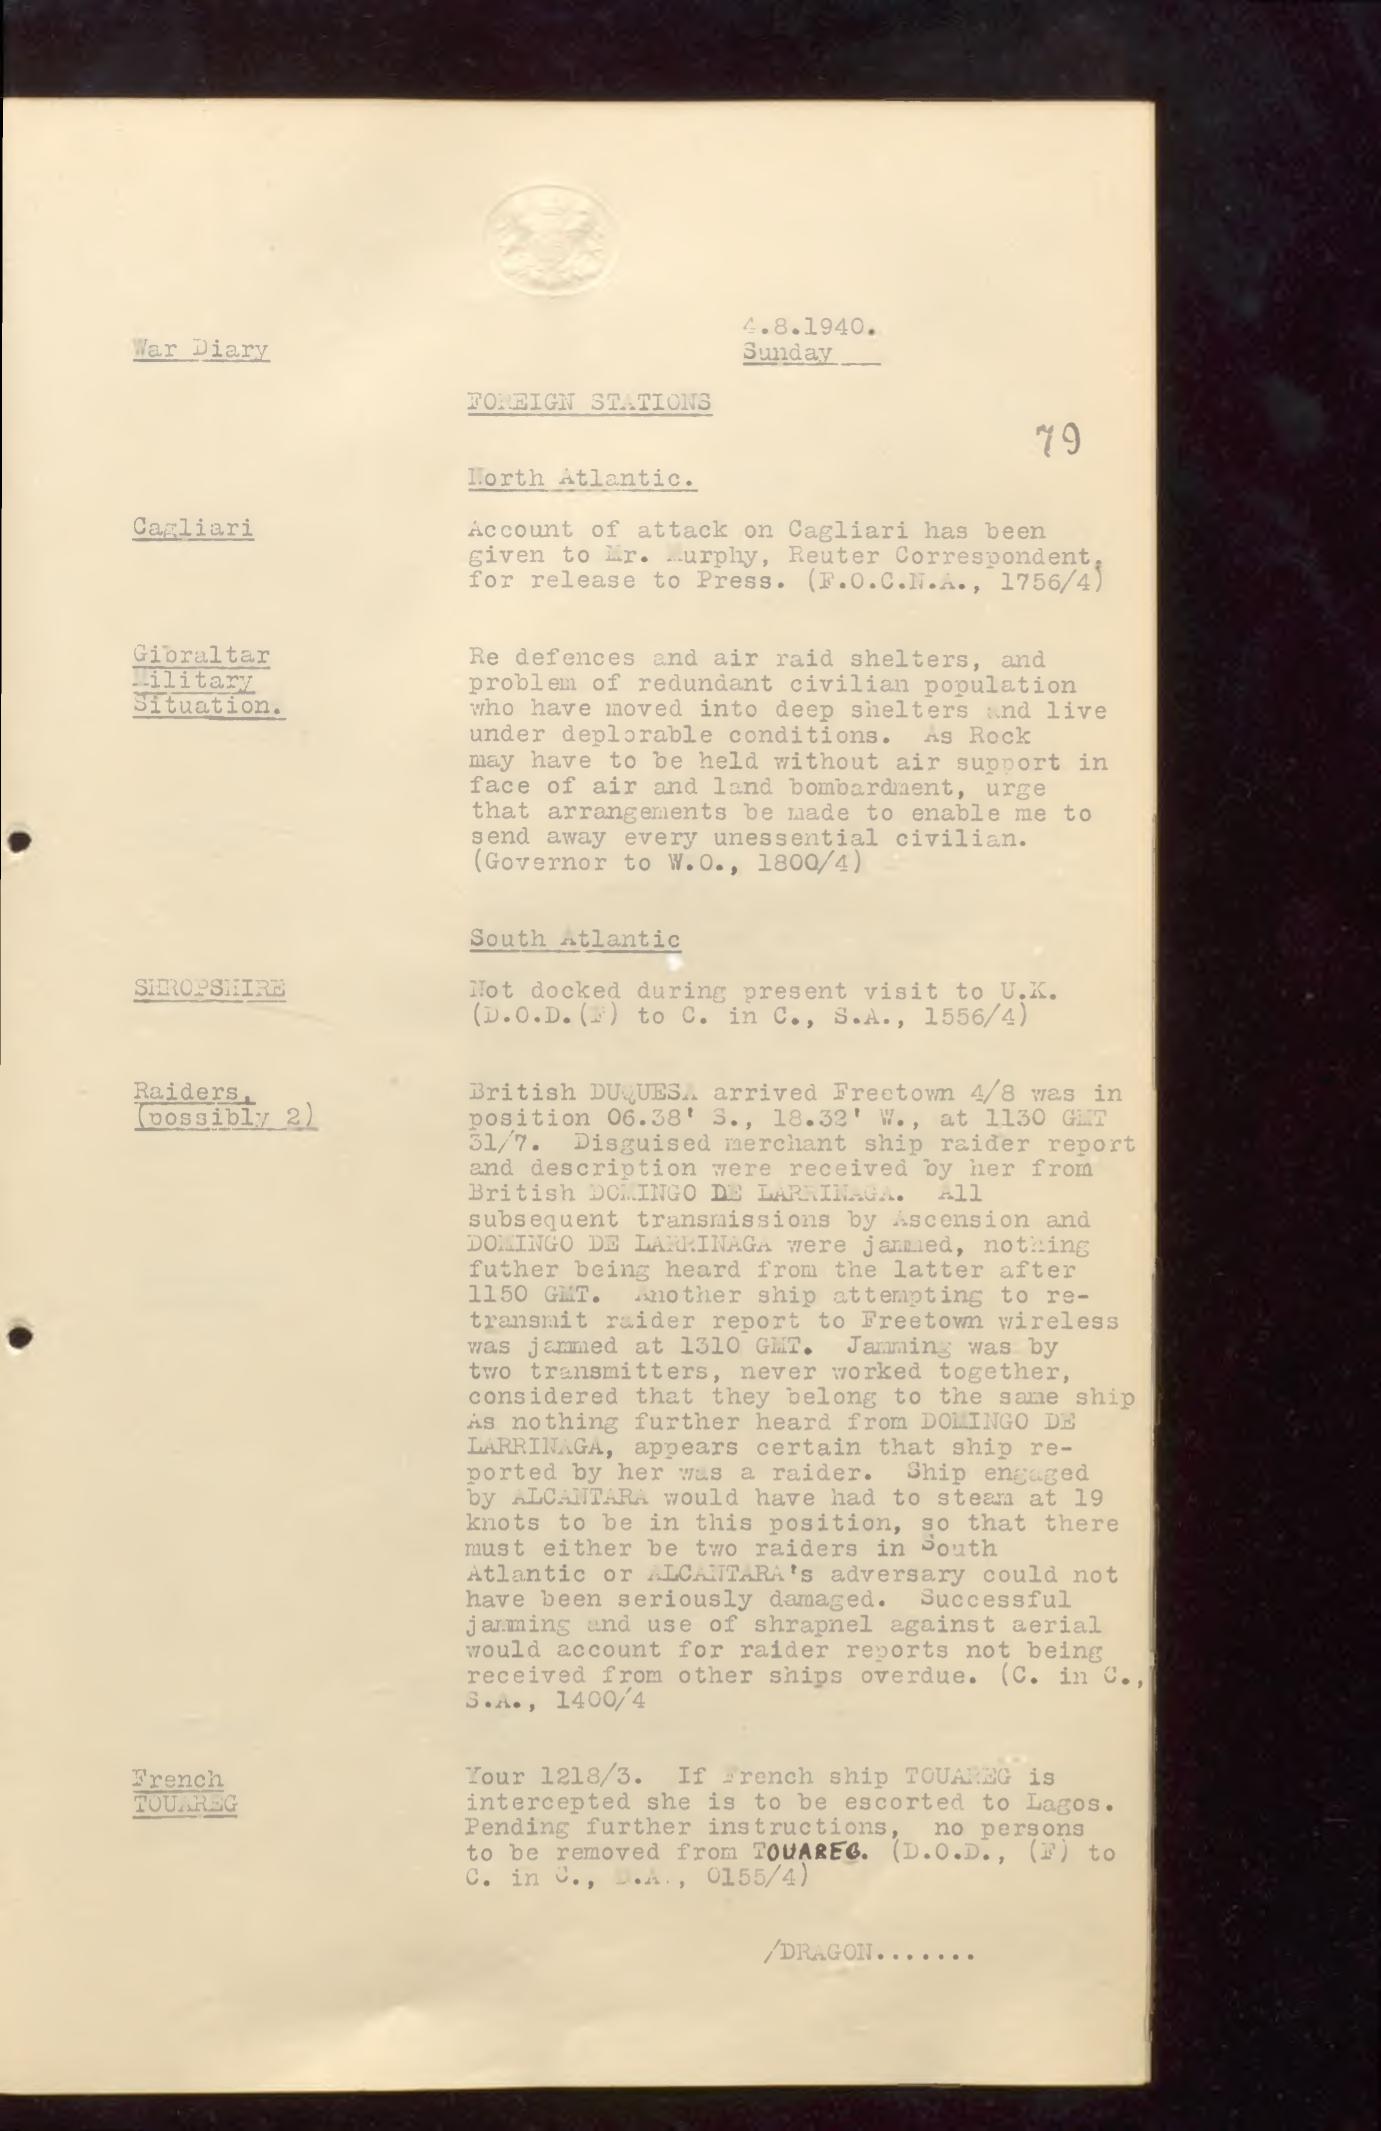 4.8.1940.
War Diary
Sunday
FOREIGN STATIONS
79
North Atlantic.
Cagliari
Account of attack on Cagliari has been
given to Mr. Murphy, Reuter Correspondent,
for release to Press. (F.O.C.N.A., 1756/4)
Gibraltar
Military
Situation.
Re defences and air raid shelters, and
problem of redundant civilian population
who have moved into deep shelters and live
under deplorable conditions. As Rock
may have to be held without air support in
face of air and land bombardment, urge
that arrangements be made to enable me to
send away every unessential civilian.
(Governor to W.O., 1800/4)
South Atlantic
SHROPSHIRE
Not docked during present visit to U.K.
(D.O.D.(F) to C. in C., S.A., 1556/4)
Raiders,
(possibly 2)
British DUQUESA arrived Freetown 4/8 was in
position 06.38' S., 18.32' W., at 1130 GMT
31/7. Disguised merchant ship raider report
and description were received by her from
British DOMINGO DE LARRINAGA. All
subsequent transmissions by Ascension and
DOMINGO DE LARRINAGA were jammed, nothing
futher being heard from the latter after
1150 GMT. Another ship attempting to re-
transmit raider report to Freetown wireless
was jammed at 1310 GMT. Jamming was by
two transmitters, never worked together,
considered that they belong to the same ship
As nothing further heard from DOMINGO DE
LARRINAGA, appears certain that ship re-
ported by her was a raider. Ship engaged
by ALCANTARA would have had to steam at 19
knots to be in this position, so that there
must either be two raiders in South
Atlantic or ALCANTARA's adversary could not
have been seriously damaged. Successful
jamming and use of shrapnel against aerial
would account for raider reports not being
received from other ships overdue. (C. in C.,
S.A., 1400/4
French
TOUAREG
Your 1218/3. If French ship TOUAREG is
intercepted she is to be escorted to Lagos.
Pending further instructions, no persons
to be removed from TOUAREG. (D.O.D., (F) to
C. in C., .A., 0155/4)
/DRAGON.......